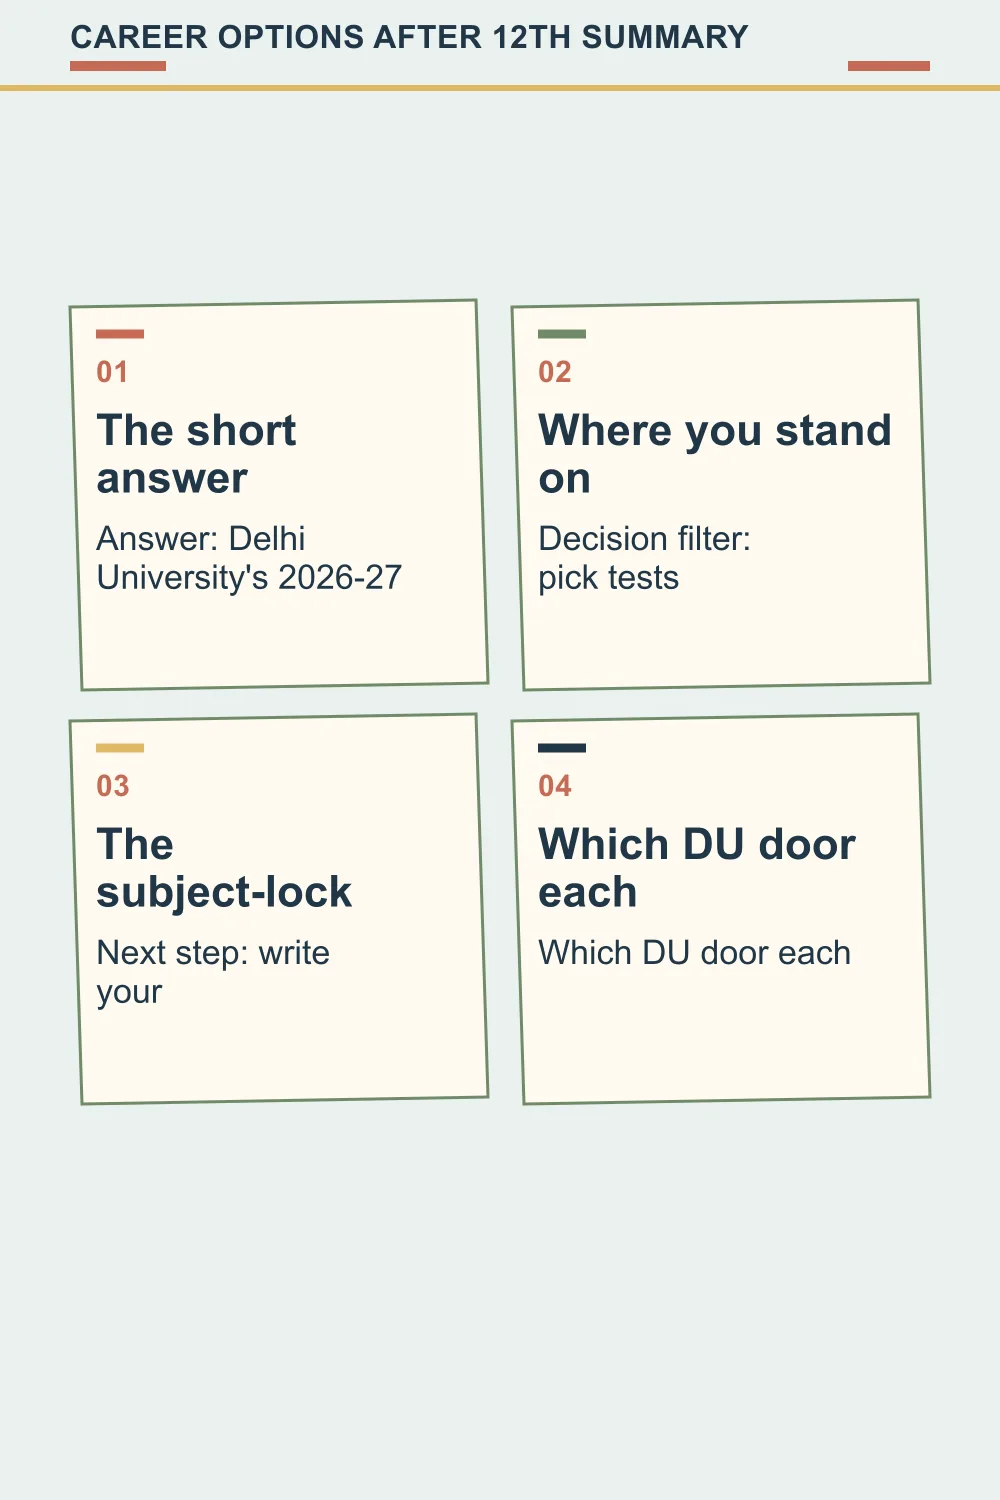 CAREER OPTIONS AFTER 12TH SUMMARY
01
The short
answer
Answer: Delhi
University's 2026-27
02
Where you stand
on
Decision filter:
pick tests
03
The
subject-lock
Next step: write
your
04
Which DU door
each
Which DU door each